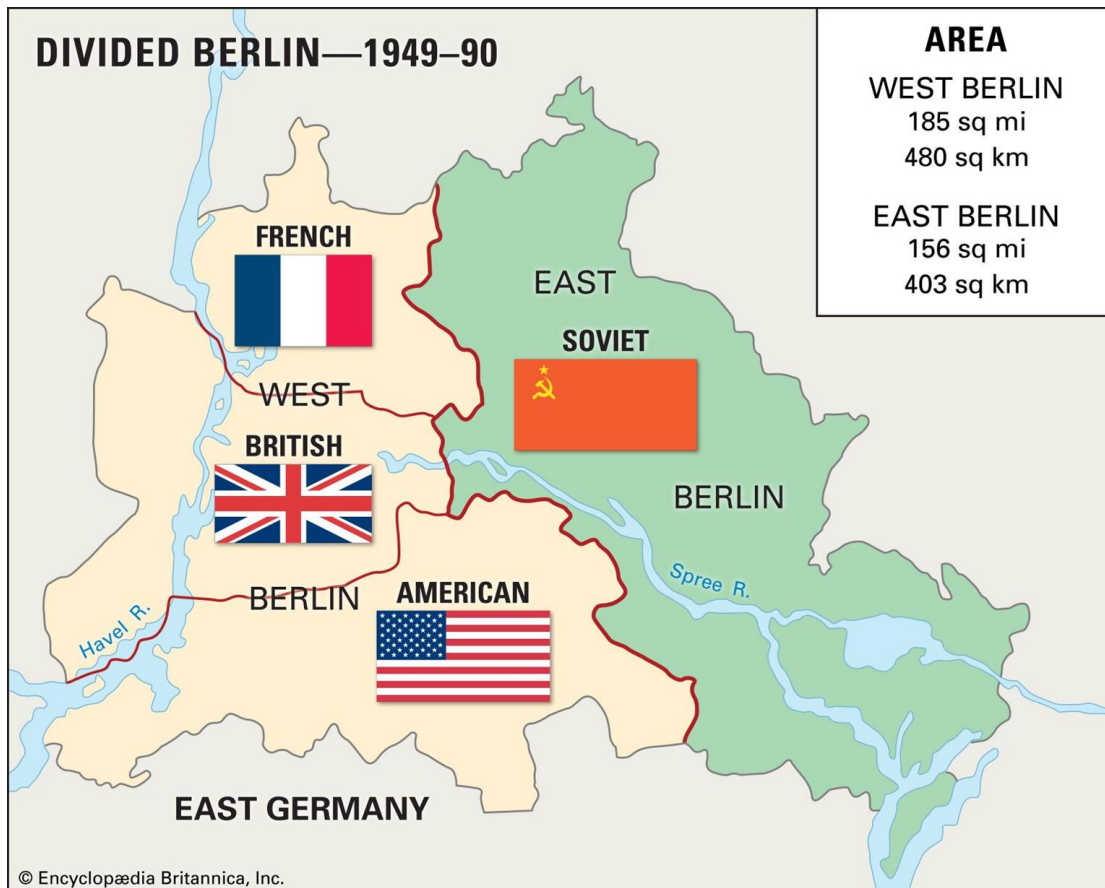 DIVIDED BERLIN—1949–90
AREA
WEST BERLIN
185 sq mi
480 sq km
EAST BERLIN
156 sq mi
403 sq km
FRENCH
EAST
SOVIET
WEST
BRITISH
BERLIN
Spree R.
AMERICAN
BERLIN
Havel R.
EAST GERMANY
© Encyclopædia Britannica, Inc.